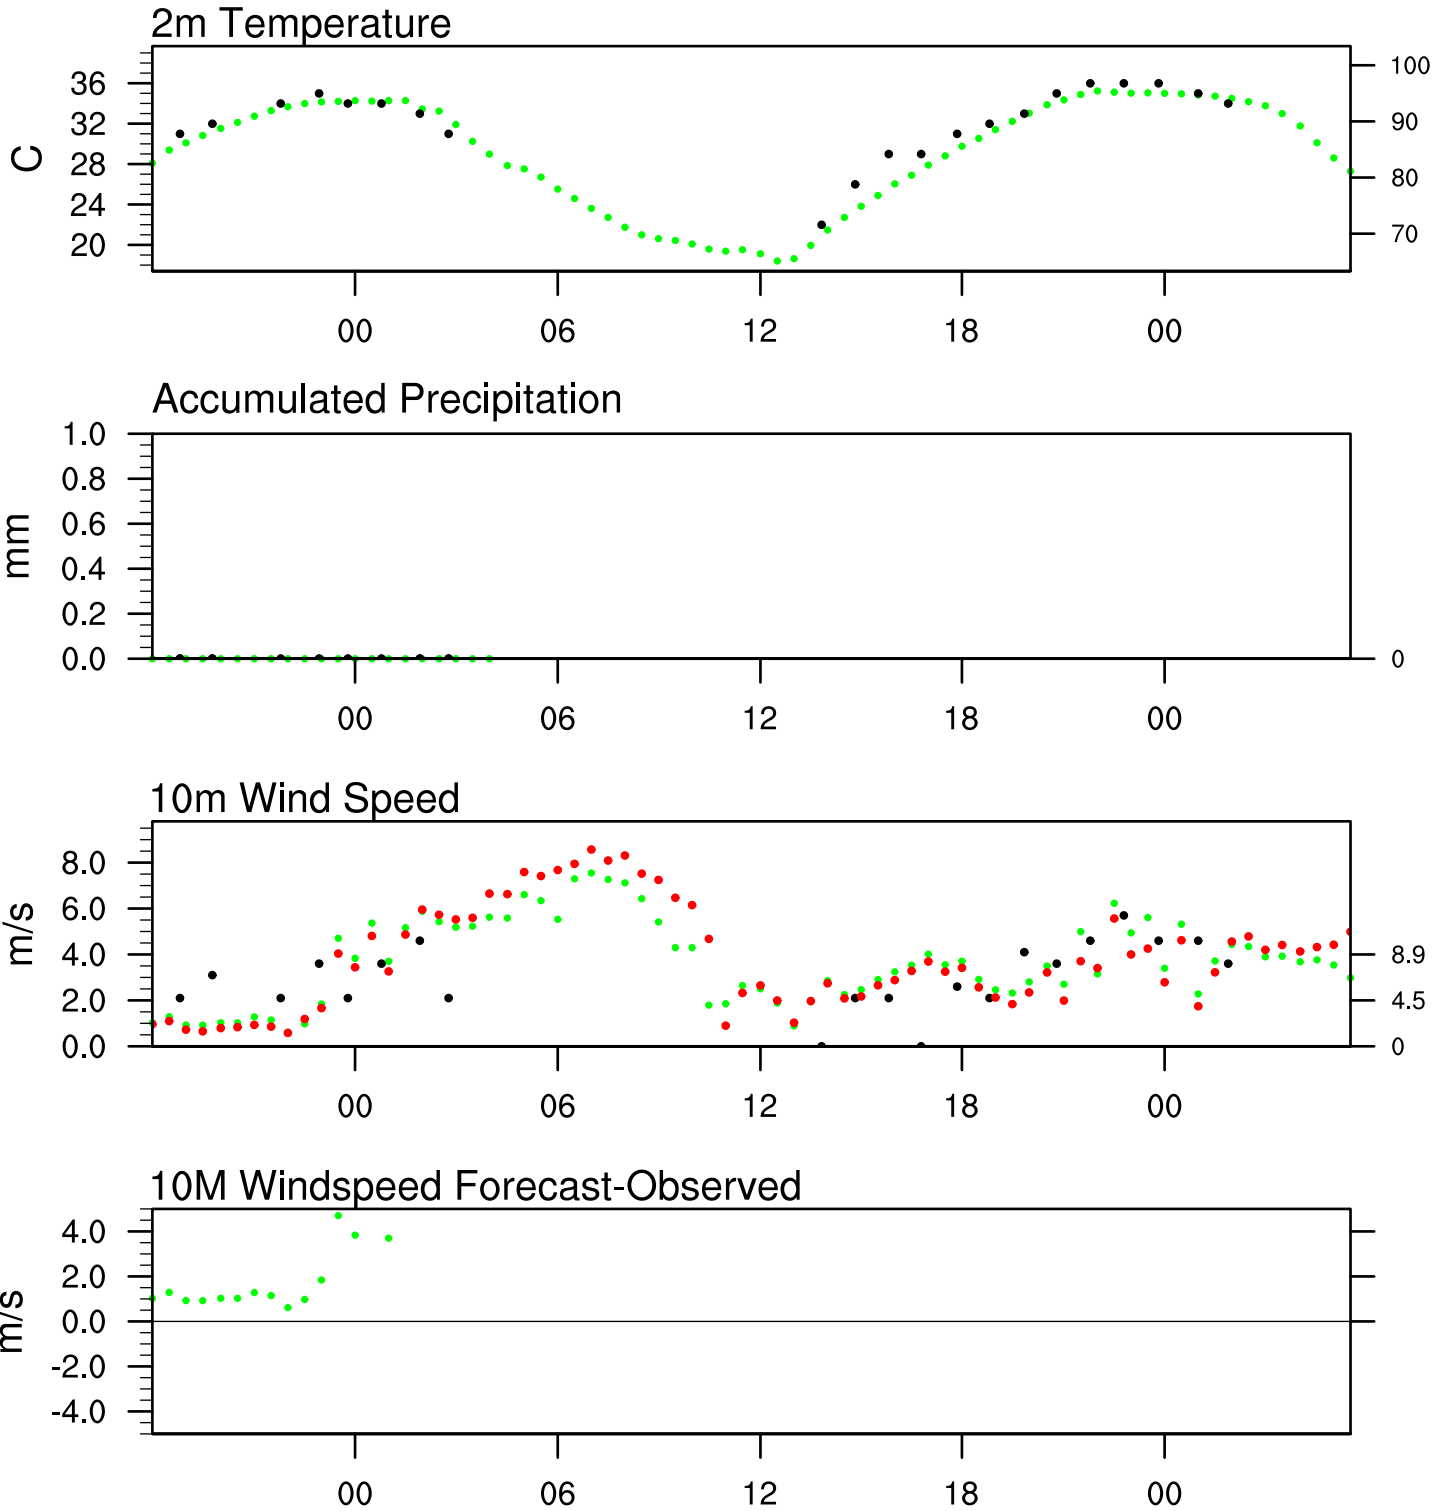 2m Temperature
C
36
32
28
24
20
100
90
80
70
00 06 12 18 00
Accumulated Precipitation
mm
1.0
0.8
0.6
0.4
0.2
0.0
0
00 06 12 18 00
10m Wind Speed
m/s
8.0
6.0
4.0
2.0
0.0
8.9
4.5
0
00 06 12 18 00
10M Windspeed Forecast-Observed
m/s
4.0
2.0
0.0
-2.0
-4.0
00 06 12 18 00